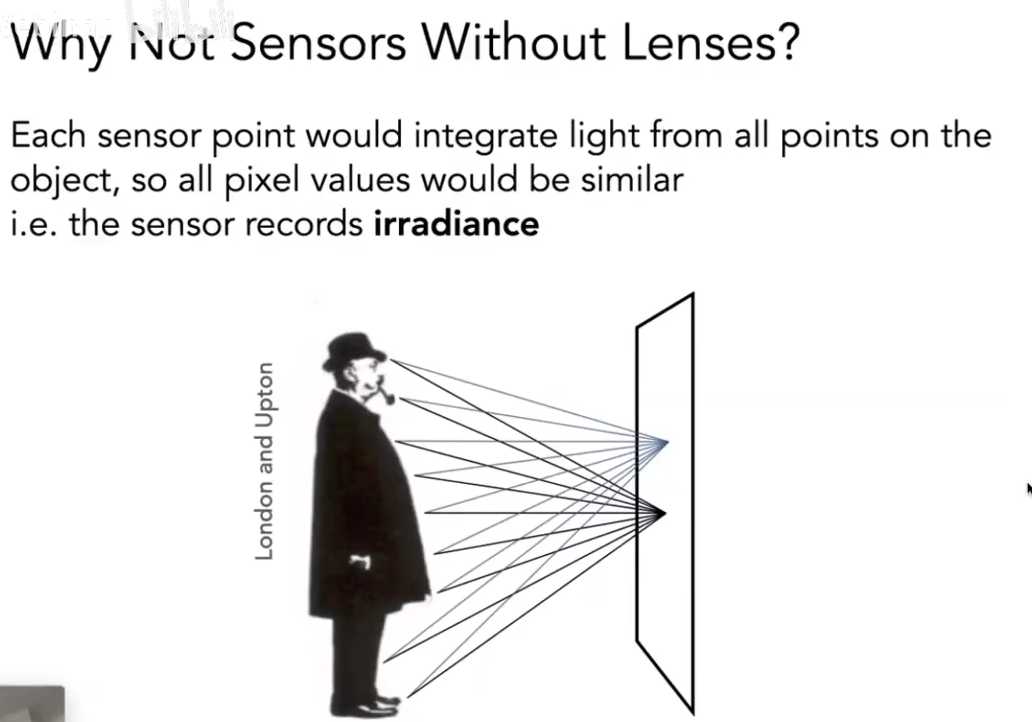 Why Not Sensors Without Lenses?
Each sensor point would integrate light from all points on the
object, so all pixel values would be similar
i.e. the sensor records irradiance
London and Upton